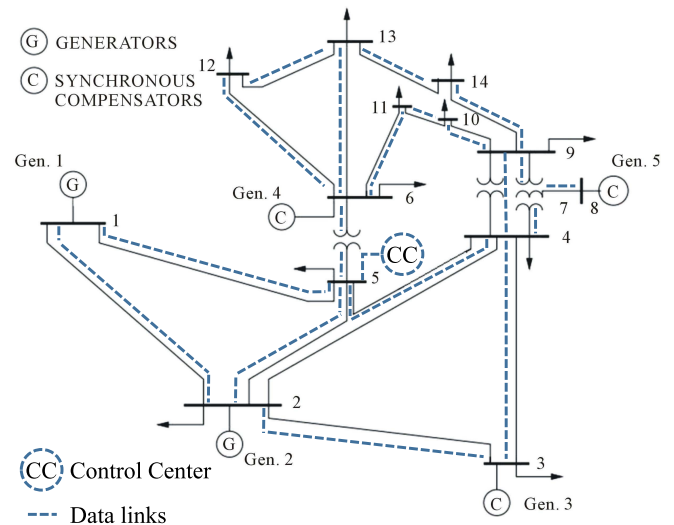 G GENERATORS
C SYNCHRONOUS
COMPENSATORS
13
12
14
11
10
9
Gen. 1
G
Gen. 5
C
8
7
Gen. 4
C
6
1
4
CC
5
2
G
Gen. 2
3
C
Gen. 3
CC Control Center
Data links